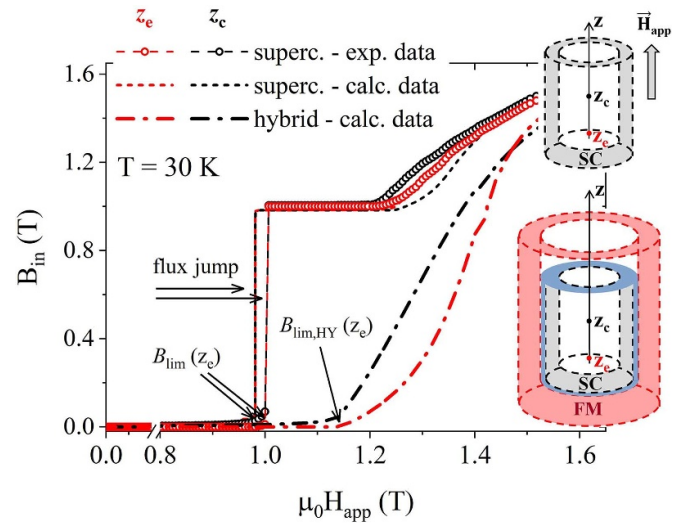 z_e z_c
superc. - exp. data
superc. - calc. data
hybrid - calc. data
T = 30 K
flux jump
B_lim (z_e)
B_lim,HY (z_e)
1.6
1.2
0.8
0.4
0.0
B_in (T)
0.0 0.8 1.0 1.2 1.4 1.6
μ₀H_app (T)
z
H⃗_app
z_c
z_e
SC
z
z_c
z_e
SC
FM